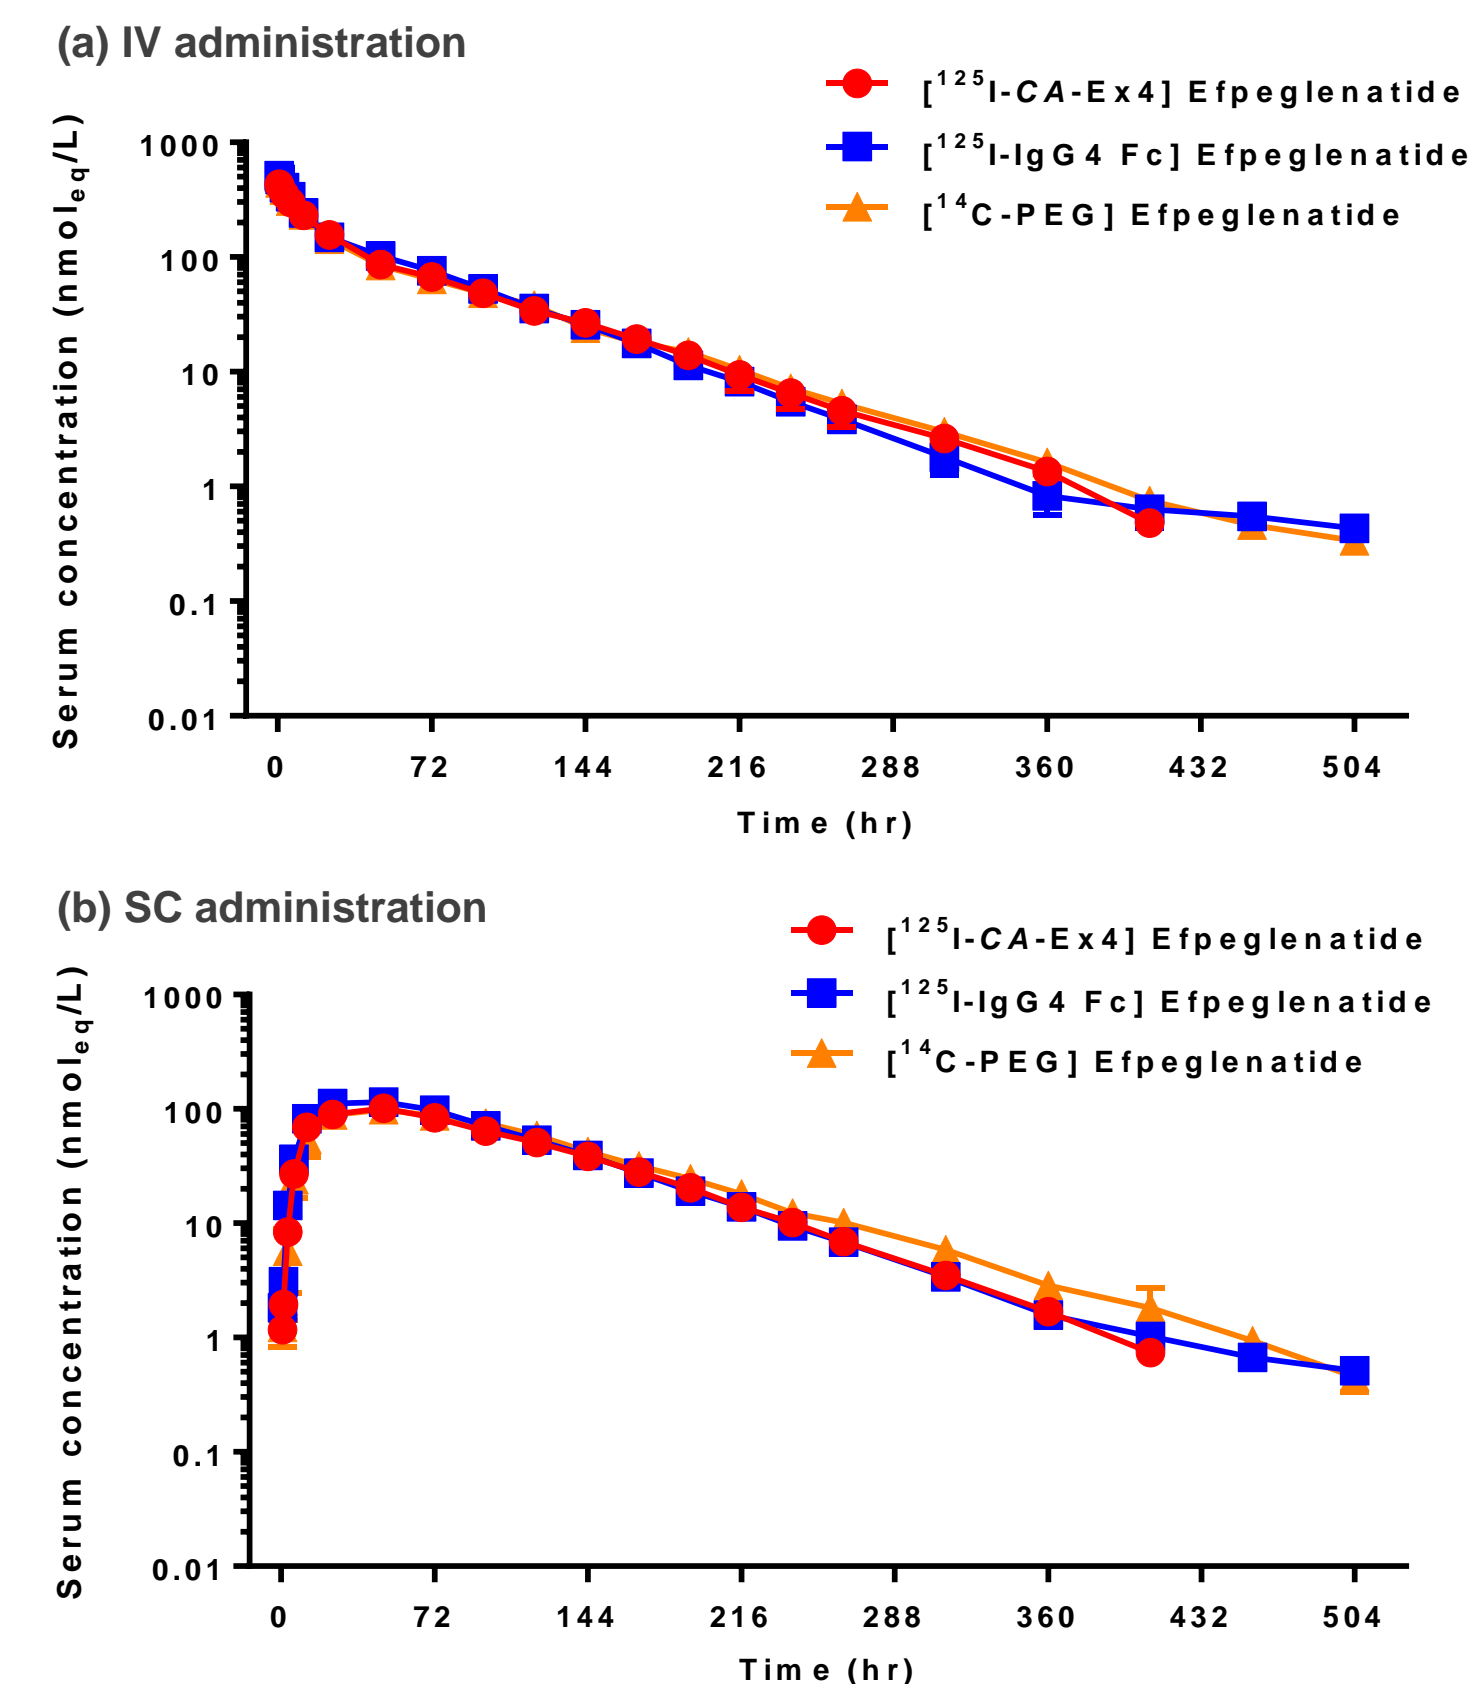 (a) IV administration
[¹²⁵I-CA-Ex4] Efpeglenatide
[¹²⁵I-IgG4 Fc] Efpeglenatide
[¹⁴C-PEG] Efpeglenatide
Serum concentration (nmolₑq/L)
1000
100
10
1
0.1
0.01
0 72 144 216 288 360 432 504
Time (hr)
(b) SC administration
[¹²⁵I-CA-Ex4] Efpeglenatide
[¹²⁵I-IgG4 Fc] Efpeglenatide
[¹⁴C-PEG] Efpeglenatide
Serum concentration (nmolₑq/L)
1000
100
10
1
0.1
0.01
0 72 144 216 288 360 432 504
Time (hr)